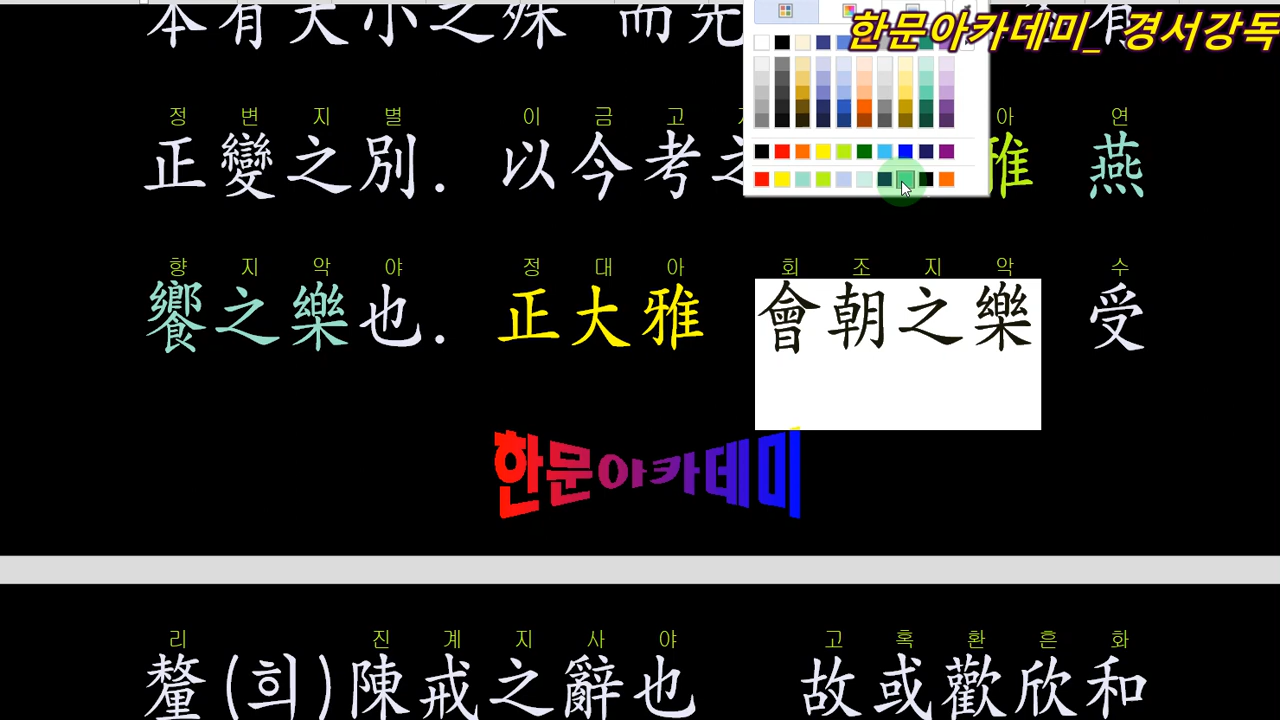 한문아카데미_ 경서강독
本有大小之殊 而先 有
정 변 지 별 이 금 고 아 연
正變之別. 以今考之 雅 燕
향 지 악 야 정 대 아 회 조 지 악 수
饗之樂也. 正大雅 會朝之樂 受
한문아카데미
리 진 계 지 사 야 고 혹 환 흔 화
釐(희)陳戒之辭也 故或歡欣和